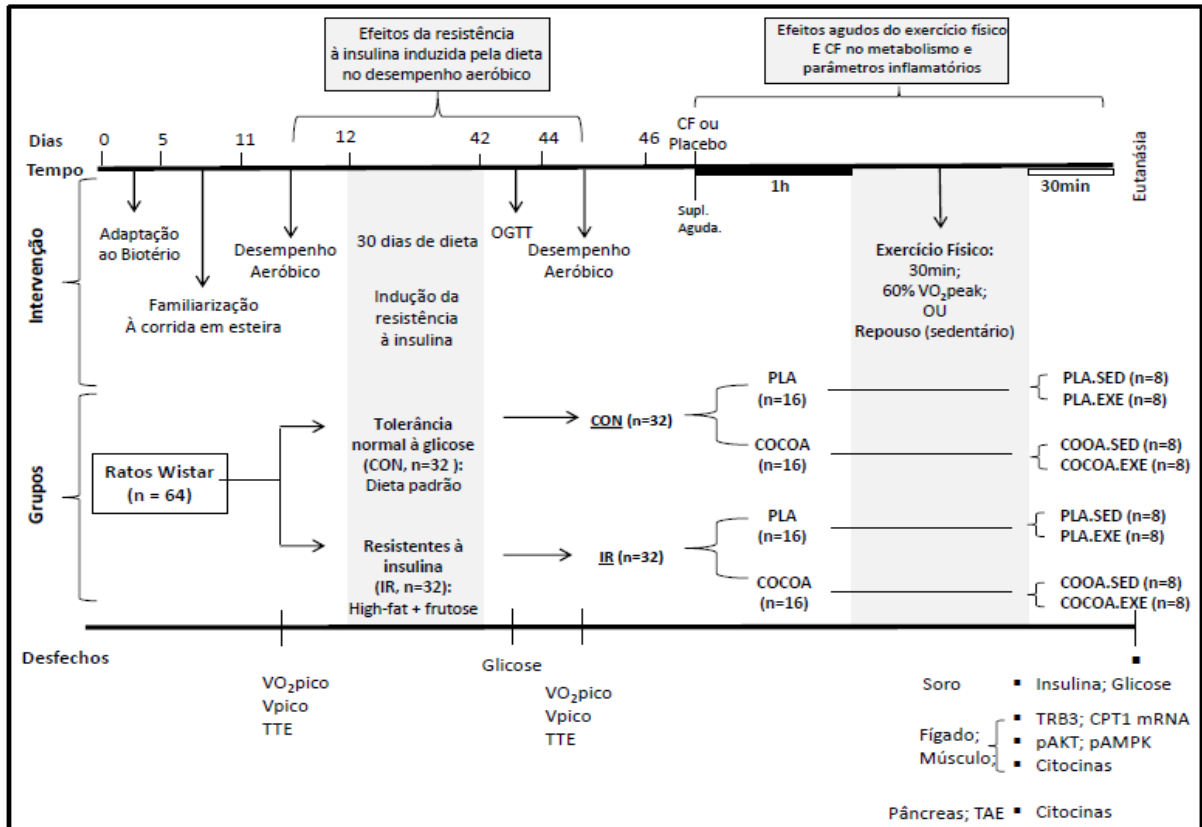 Efeitos da resistência
à insulina induzida pela dieta
no desempenho aeróbico
Efeitos agudos do exercício físico
E CF no metabolismo e
parâmetros inflamatórios
Dias
0
5
11
12
42
44
46
CF ou
Placebo
Tempo
1h
30min
Eutanásia
Intervenção
Adaptação
ao Biotério
Familiarização
À corrida em esteira
Desempenho
Aeróbico
30 dias de dieta
Indução da
resistência
à insulina
OGTT
Desempenho
Aeróbico
Supl.
Aguda.
Exercício Físico:
30min;
60% VO₂peak;
OU
Repouso (sedentário)
Grupos
Ratos Wistar
(n = 64)
Tolerância
normal à glicose
(CON, n=32 ):
Dieta padrão
Resistentes à
insulina
(IR, n=32):
High-fat + frutose
CON (n=32)
IR (n=32)
PLA
(n=16)
COCOA
(n=16)
PLA
(n=16)
COCOA
(n=16)
PLA.SED (n=8)
PLA.EXE (n=8)
COOA.SED (n=8)
COCOA.EXE (n=8)
PLA.SED (n=8)
PLA.EXE (n=8)
COOA.SED (n=8)
COCOA.EXE (n=8)
Desfechos
VO₂pico
Vpico
TTE
Glicose
VO₂pico
Vpico
TTE
Soro ▪ Insulina; Glicose
Fígado;
Músculo;
▪ TRB3; CPT1 mRNA
▪ pAKT; pAMPK
▪ Citocinas
Pâncreas; TAE ▪ Citocinas